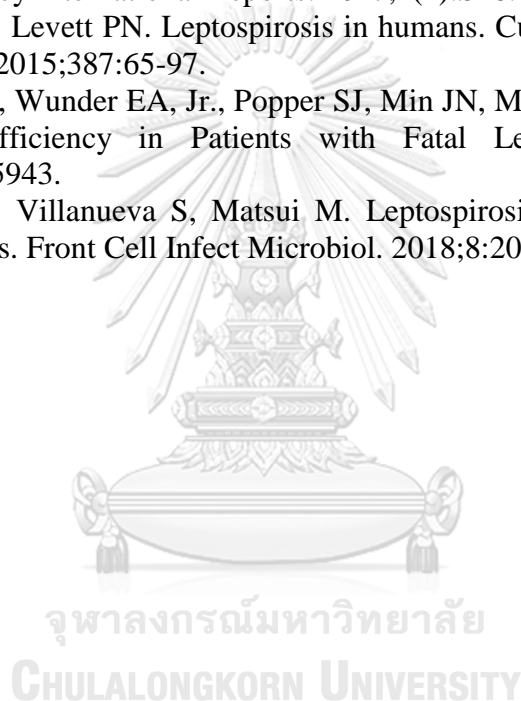 Levett PN. Leptospirosis in humans. Cu
2015;387:65-97.
, Wunder EA, Jr., Popper SJ, Min JN, M
fficiency in Patients with Fatal Le
5943.
Villanueva S, Matsui M. Leptospirosi
s. Front Cell Infect Microbiol. 2018;8:20
จุฬาลงกรณ์มหาวิทยาลัย
CHULALONGKORN UNIVERSITY